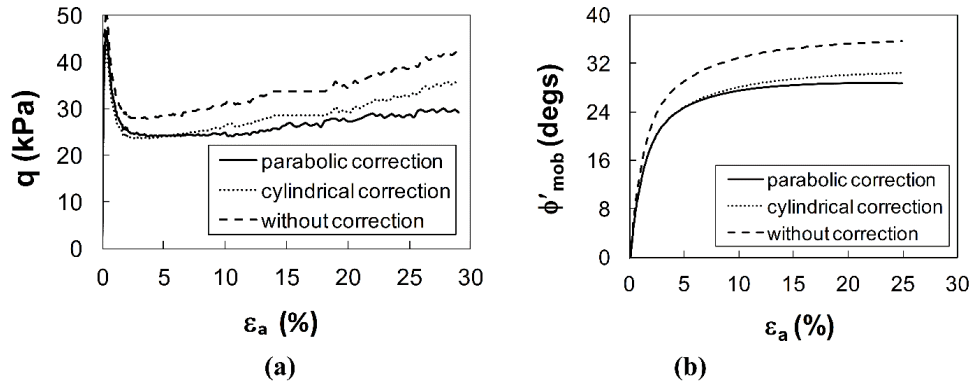 50
40
30
20
10
0
q (kPa)
parabolic correction
cylindrical correction
without correction
0 5 10 15 20 25 30
εa (%)
(a)
40
32
24
16
8
0
ϕ'mob (degs)
parabolic correction
cylindrical correction
without correction
0 5 10 15 20 25 30
εa (%)
(b)